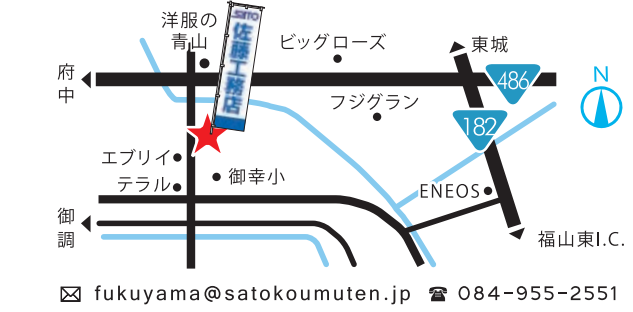 洋服の
青山
SATO
佐藤工務店
ビッグローズ
東城
府中
486
N
フジグラン
182
エブリイ
テラル
御幸小
ENEOS
御調
福山東I.C.
fukuyama@satokoumuten.jp ☎ 084-955-2551